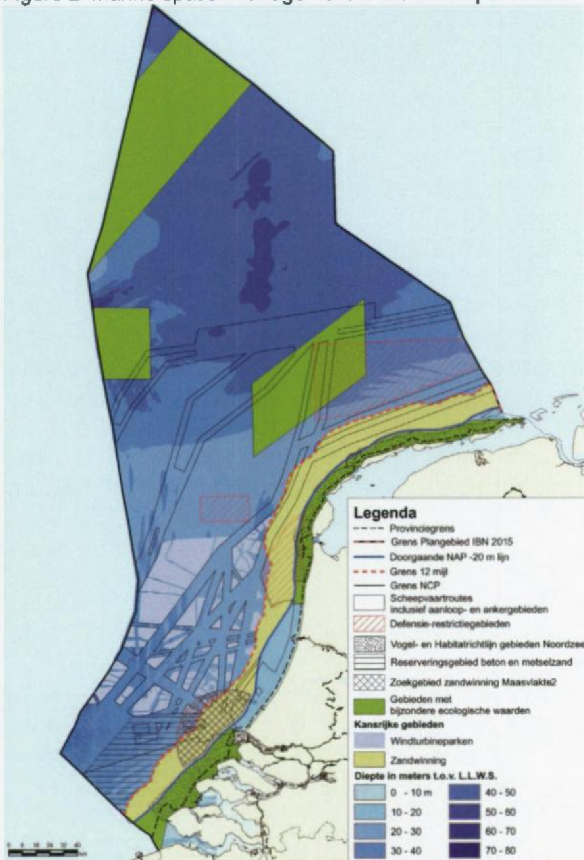 Legenda
Provinciegrens
Grens Plangebied IBN 2015
Doorgaande NAP -20 m lijn
Grens 12 mijl
Grens NCP
Scheepvaartroutes
inclusief aanloop- en ankergebieden
Defensie-restrictiegebieden
Vogel- en Habitatrichtlijn gebieden Noordzee
Reserveringsgebied beton en metselzand
Zoekgebied zandwinning Maasvlakte2
Gebieden met
bijzondere ecologische waarden
Kansrijke gebieden
Windturbineparken
Zandwinning
Diepte in meters t.o.v. L.L.W.S.
0 - 10 m
40 - 50
10 - 20
50 - 60
20 - 30
60 - 70
30 - 40
70 - 80